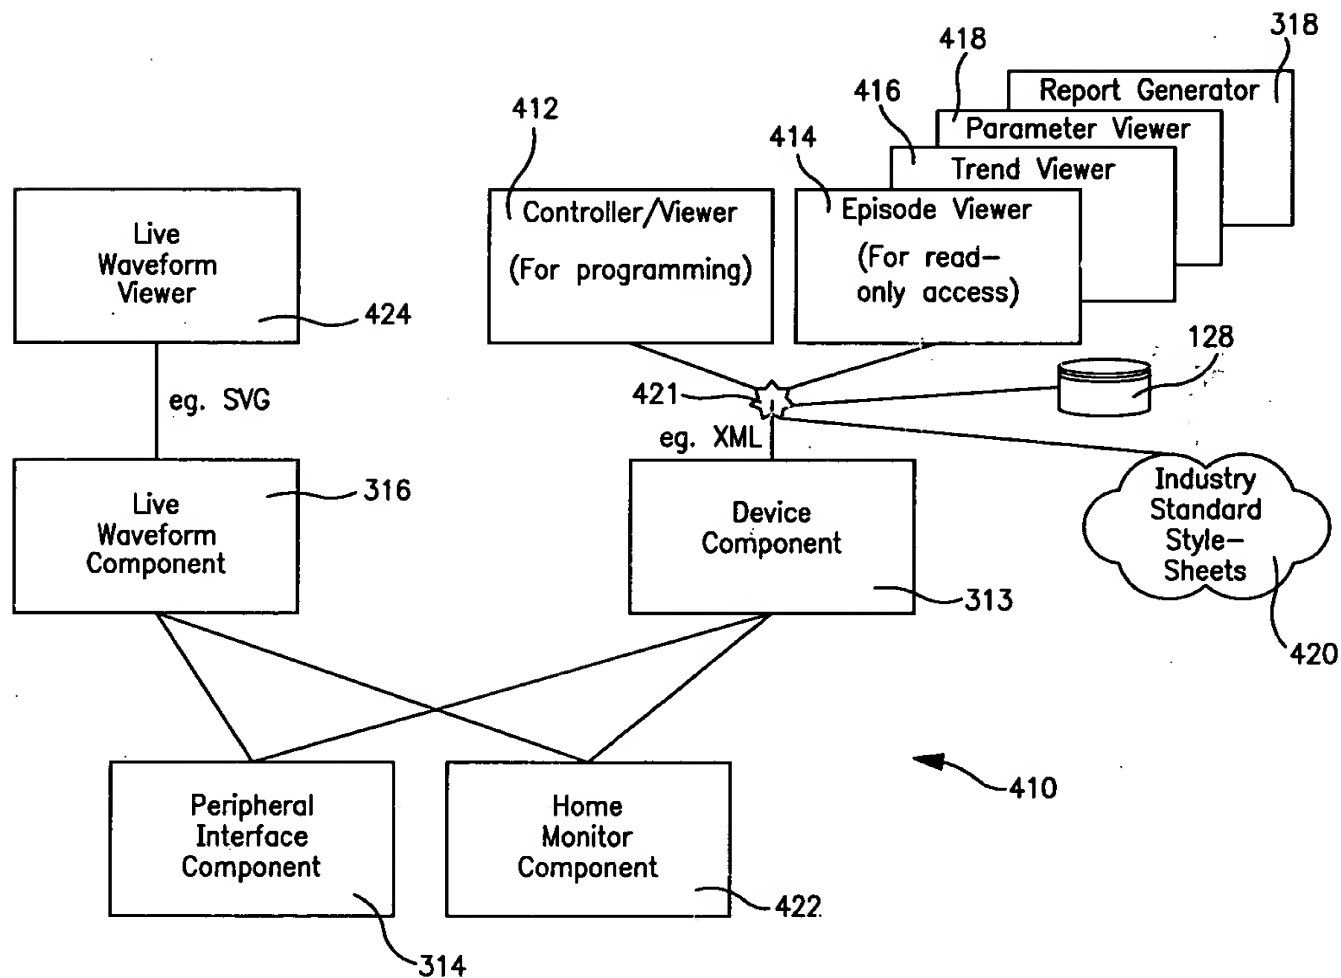 318
418
Report Generator
416
Parameter Viewer
412
414
Trend Viewer
Controller/Viewer
(For programming)
Episode Viewer
(For read-
only access)
Live
Waveform
Viewer
424
128
421
eg. SVG
eg. XML
316
Live
Waveform
Component
Device
Component
313
Industry
Standard
Style-
Sheets
420
410
Peripheral
Interface
Component
314
Home
Monitor
Component
422